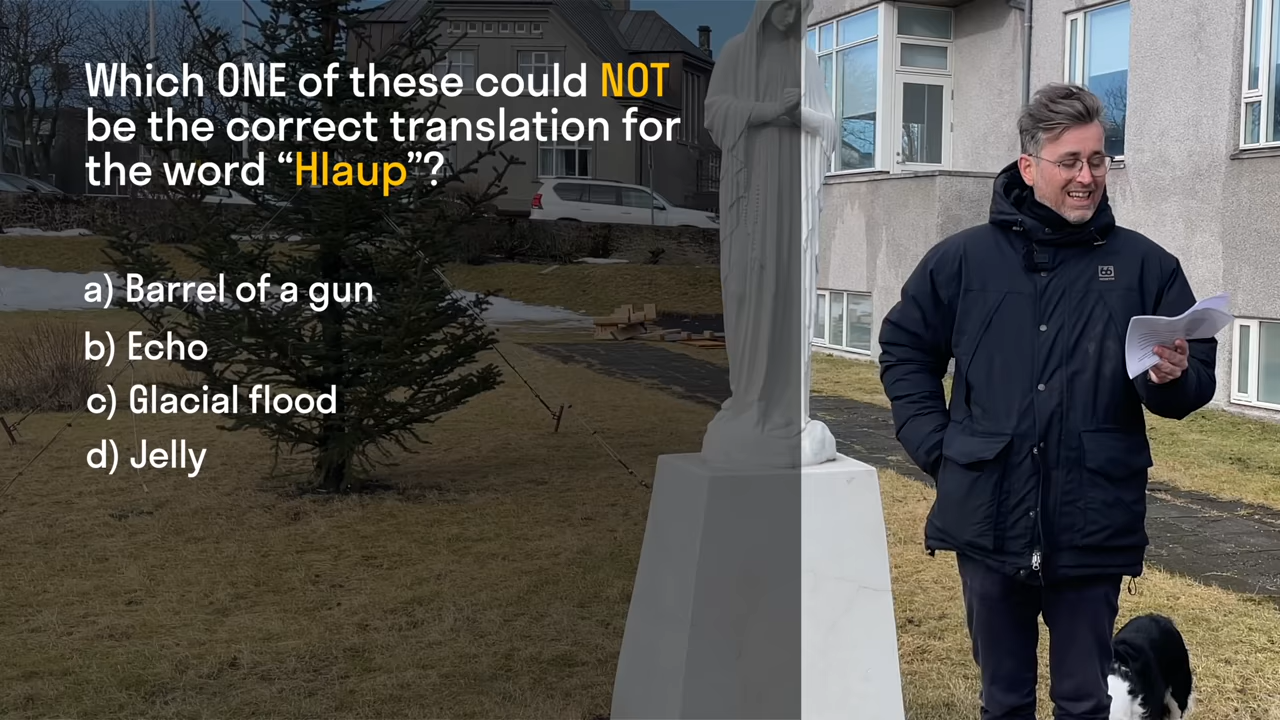 Which ONE of these could NOT
be the correct translation for
the word “Hlaup”?
a) Barrel of a gun
b) Echo
c) Glacial flood
d) Jelly